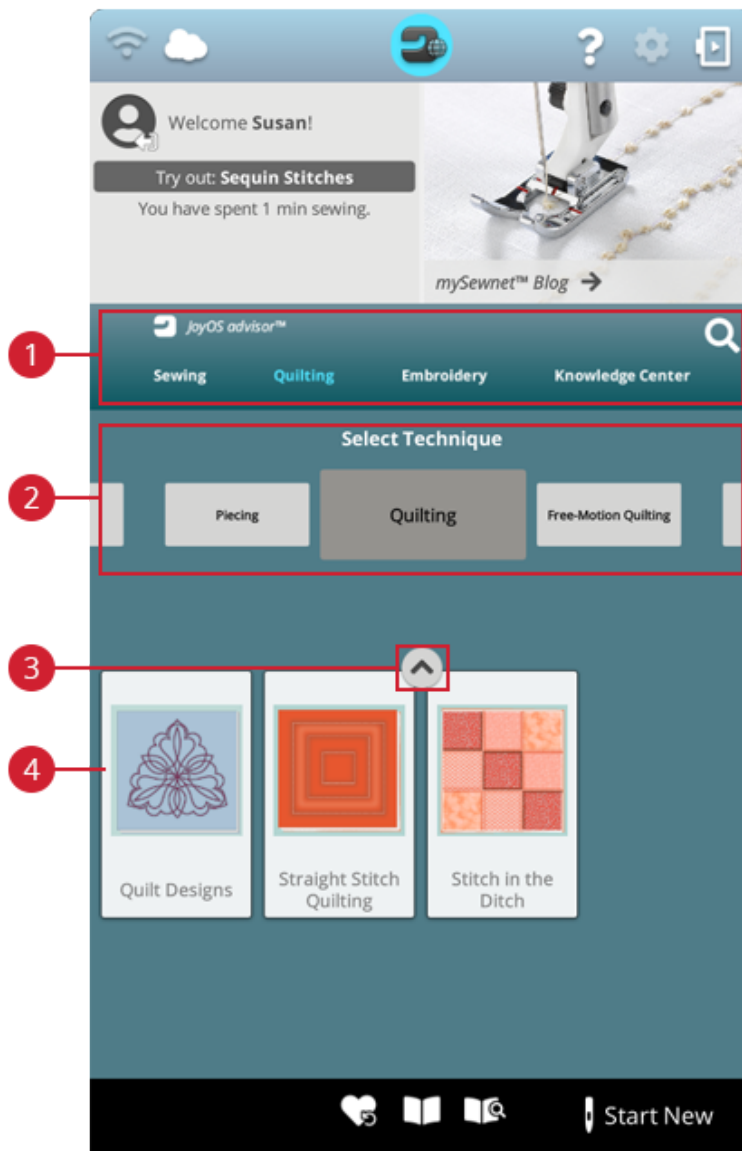 Welcome Susan!
Try out: Sequin Stitches
You have spent 1 min sewing.
mySewnet™ Blog
1
JoyOS advisor™
Sewing Quilting Embroidery Knowledge Center
2
Select Technique
Piecing Quilting Free-Motion Quilting
3
4
Quilt Designs
Straight Stitch
Quilting
Stitch in the
Ditch
Start New